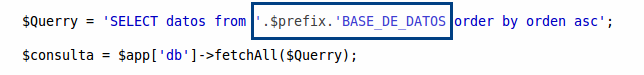 $Querry = 'SELECT datos from '.$prefix.'BASE_DE_DATOS order by orden asc';
$consulta = $app['db']->fetchAll($Querry);